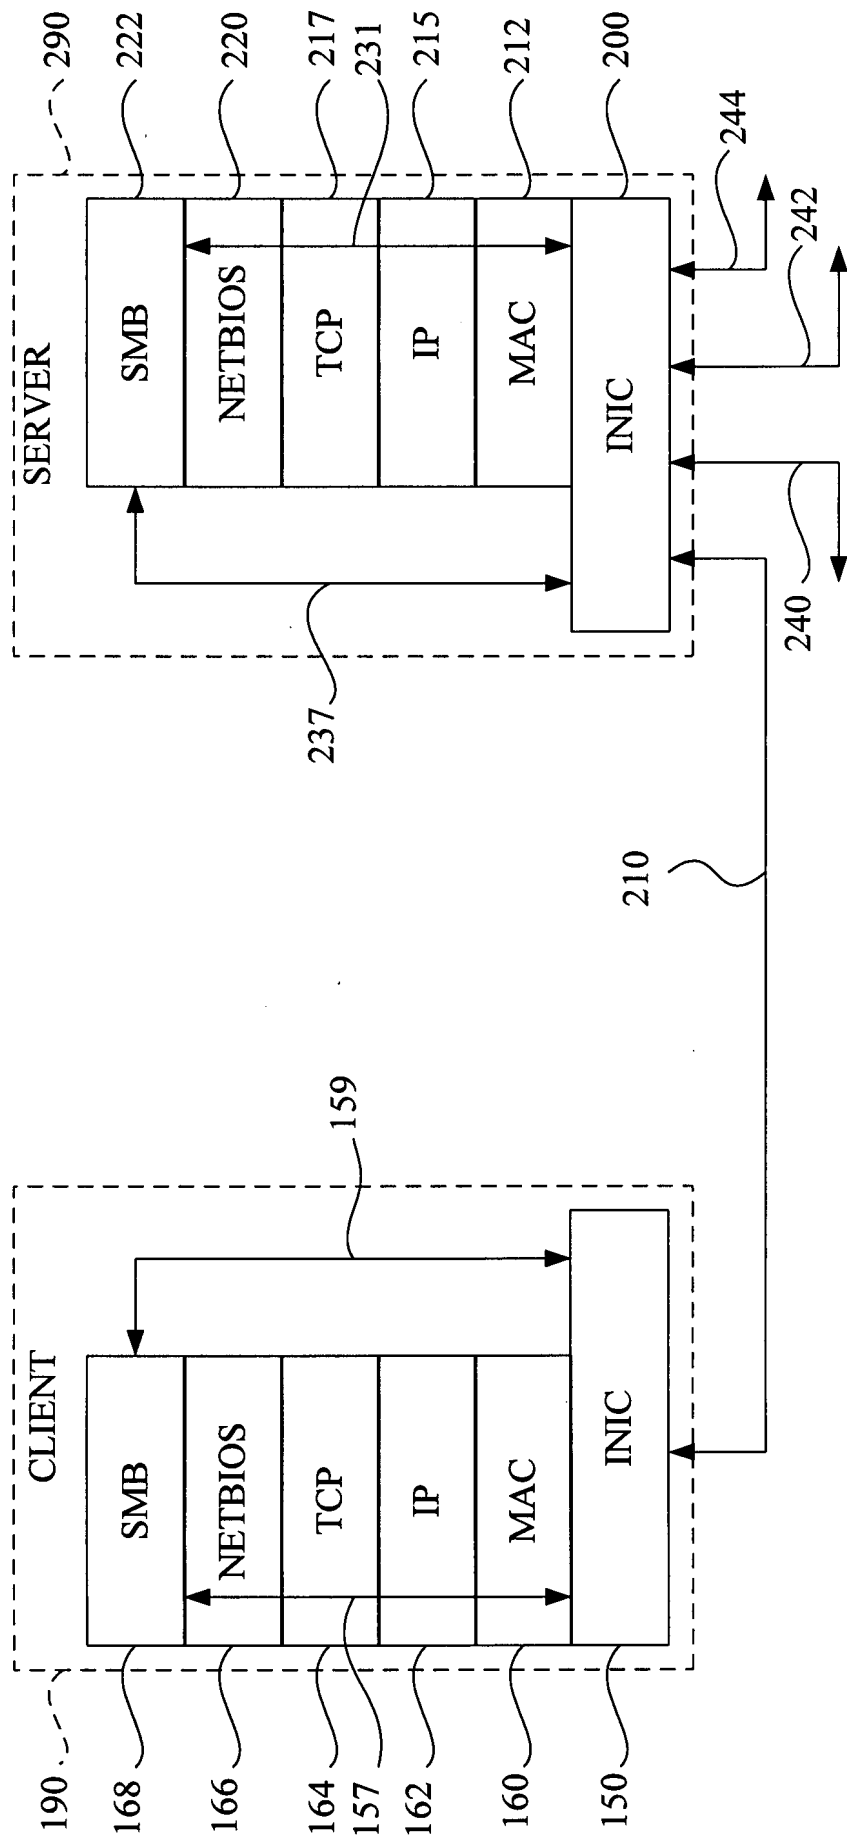 CLIENT
SERVER
190
168
SMB
166
NETBIOS
164
TCP
157
162
IP
160
MAC
150
INIC
159
210
237
SMB
222
NETBIOS
220
TCP
217
231
IP
215
MAC
212
INIC
200
290
240
242
244